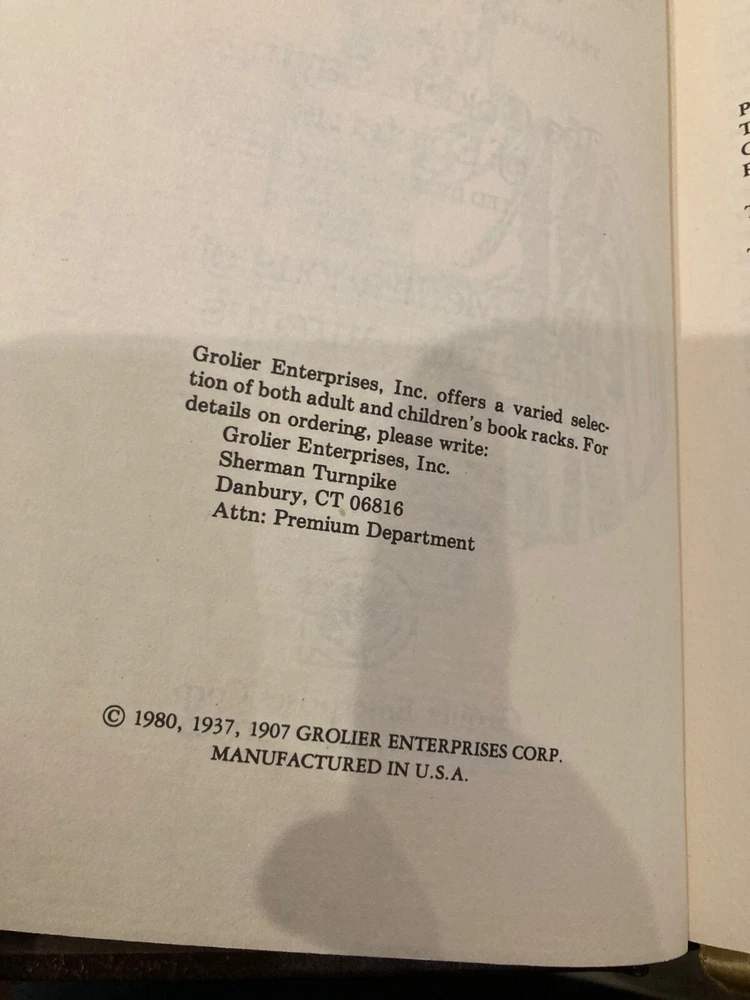 Grolier Enterprises, Inc. offers a varied selec-
tion of both adult and children's book racks. For
details on ordering, please write:
Grolier Enterprises, Inc.
Sherman Turnpike
Danbury, CT 06816
Attn: Premium Department
© 1980, 1937, 1907 GROLIER ENTERPRISES CORP.
MANUFACTURED IN U.S.A.